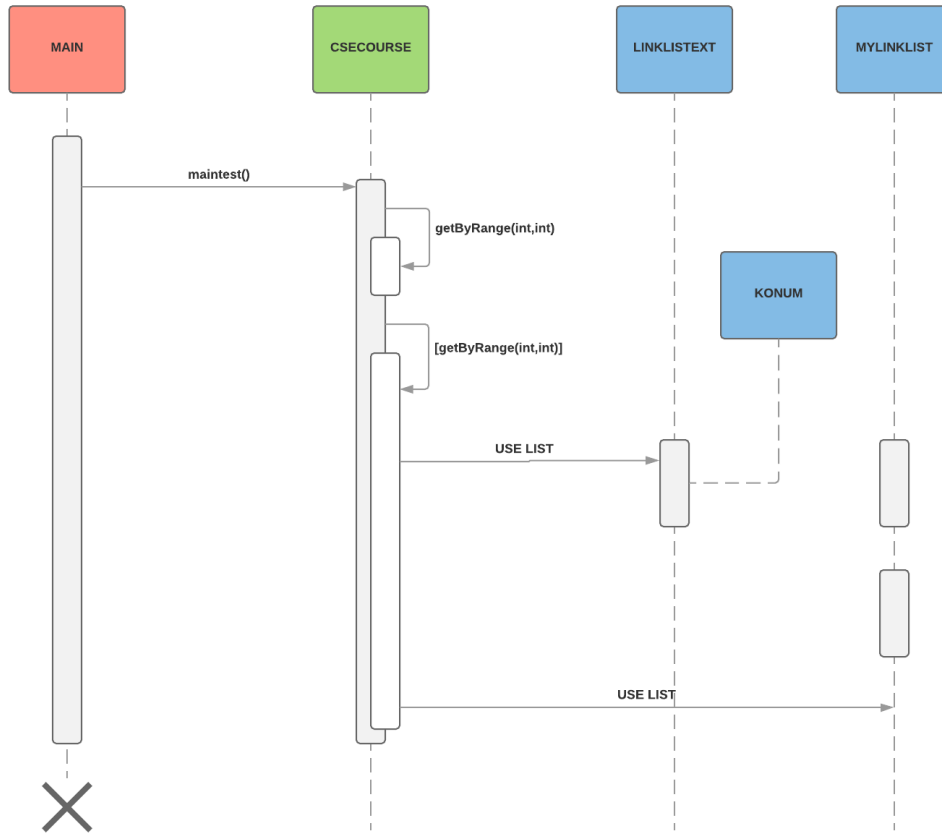 MAIN
CSECOURSE
LINKLISTEXT
MYLINKLIST
maintest()
getByRange(int,int)
KONUM
[getByRange(int,int)]
USE LIST
USE LIST